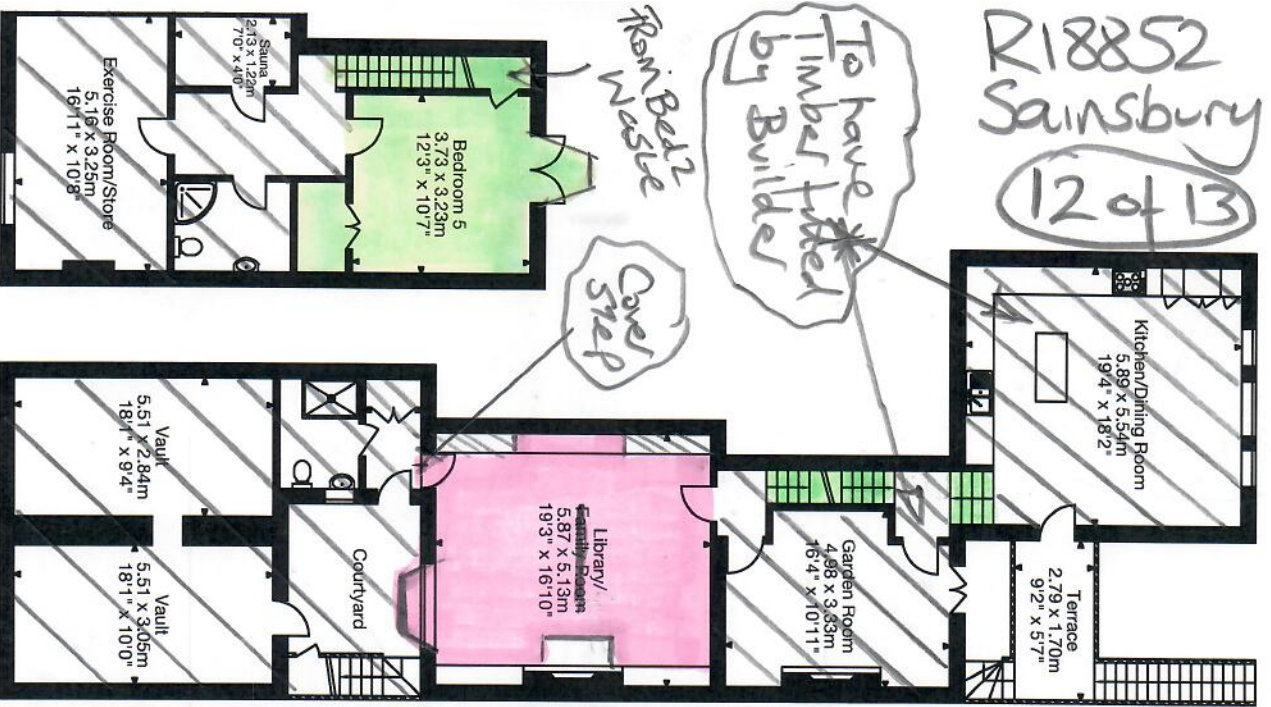 R18852
Sainsbury
12 of 13
To have *
Timber fitted
by Builder
FROM Bed 2
Waste
Cover
Step
Sauna
2.13 x 1.22m
7'0" x 4'0"
Exercise Room/Store
5.16 x 3.25m
16'11" x 10'8"
Bedroom 5
3.73 x 3.23m
12'3" x 10'7"
Kitchen/Dining Room
5.89 x 5.54m
19'4" x 18'2"
Terrace
2.79 x 1.70m
9'2" x 5'7"
Garden Room
4.98 x 3.33m
16'4" x 10'11"
Library/
Family Room
5.87 x 5.13m
19'3" x 16'10"
Courtyard
Vault
5.51 x 2.84m
18'1" x 9'4"
Vault
5.51 x 3.05m
18'1" x 10'0"